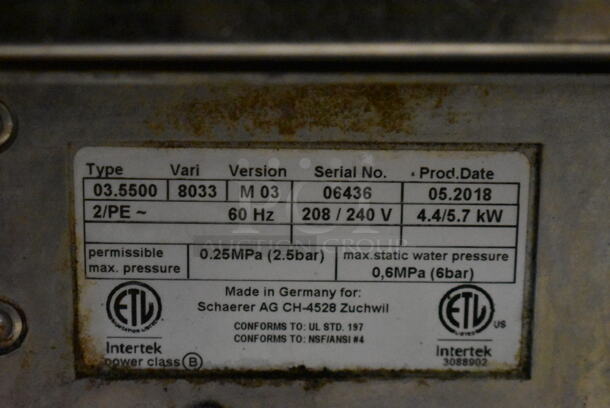 Type Vari Version Serial No. Prod.Date
03.5500 8033 M 03 06436 05.2018
2/PE ~ 60 Hz 208 / 240 V 4.4/5.7 kW
permissible max. pressure 0.25MPa (2.5bar) max.static water pressure 0,6MPa (6bar)
AUCTION GROUP
Made in Germany for:
Schaerer AG CH-4528 Zuchwil
CONFORMS TO: UL STD. 197
CONFORMS TO: NSF/ANSI #4
ETL
Intertek
power class B
ETL US
Intertek
3088902